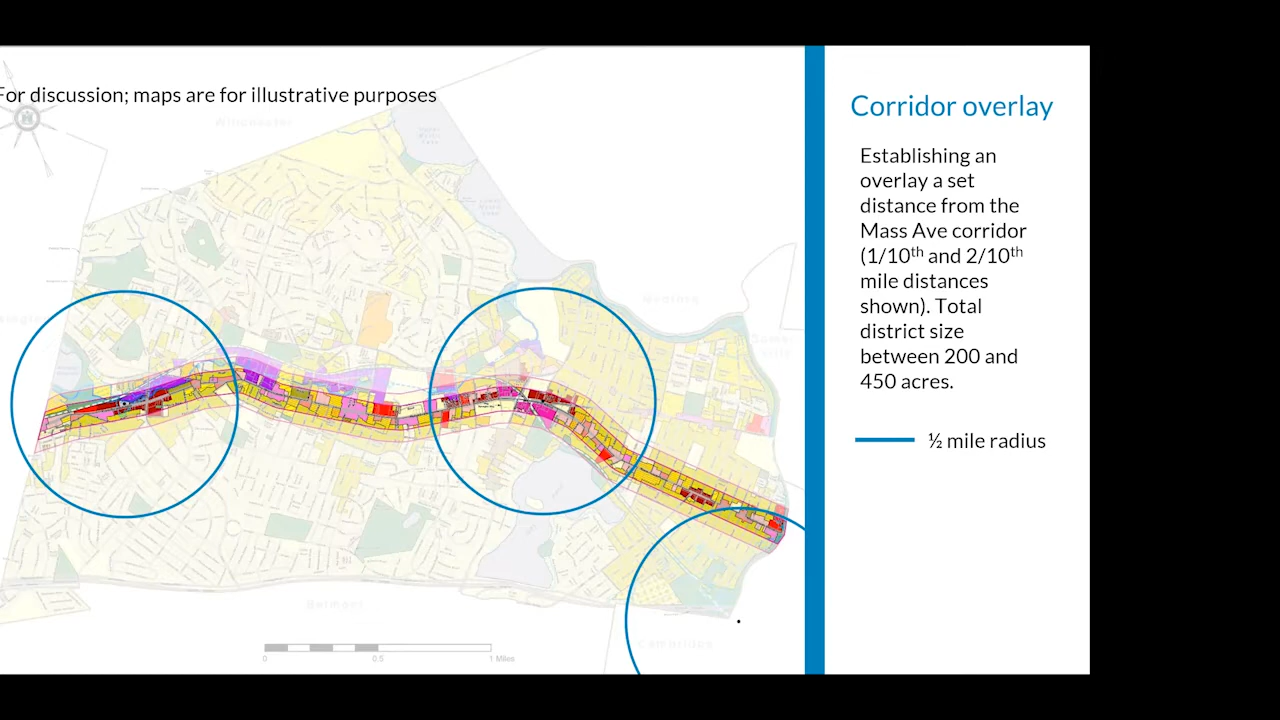 For discussion; maps are for illustrative purposes
Winchester
Medford
Belmont
Cambridge
0
0.5
1 Miles
Corridor overlay
Establishing an
overlay a set
distance from the
Mass Ave corridor
(1/10th and 2/10th
mile distances
shown). Total
district size
between 200 and
450 acres.
½ mile radius